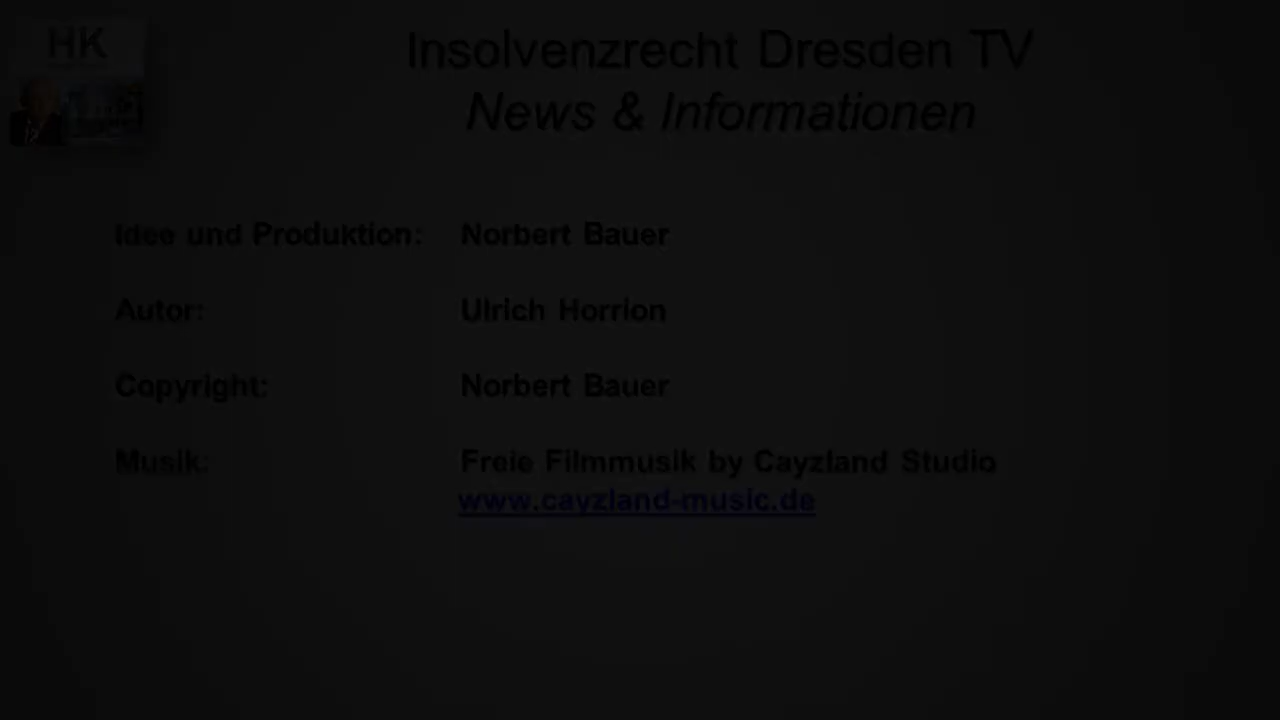 HK
Insolvenzrecht Dresden TV
News & Informationen
Idee und Produktion: Norbert Bauer
Autor: Ulrich Horrion
Copyright: Norbert Bauer
Musik: Freie Filmmusik by Cayzland Studio
www.cayzland-music.de